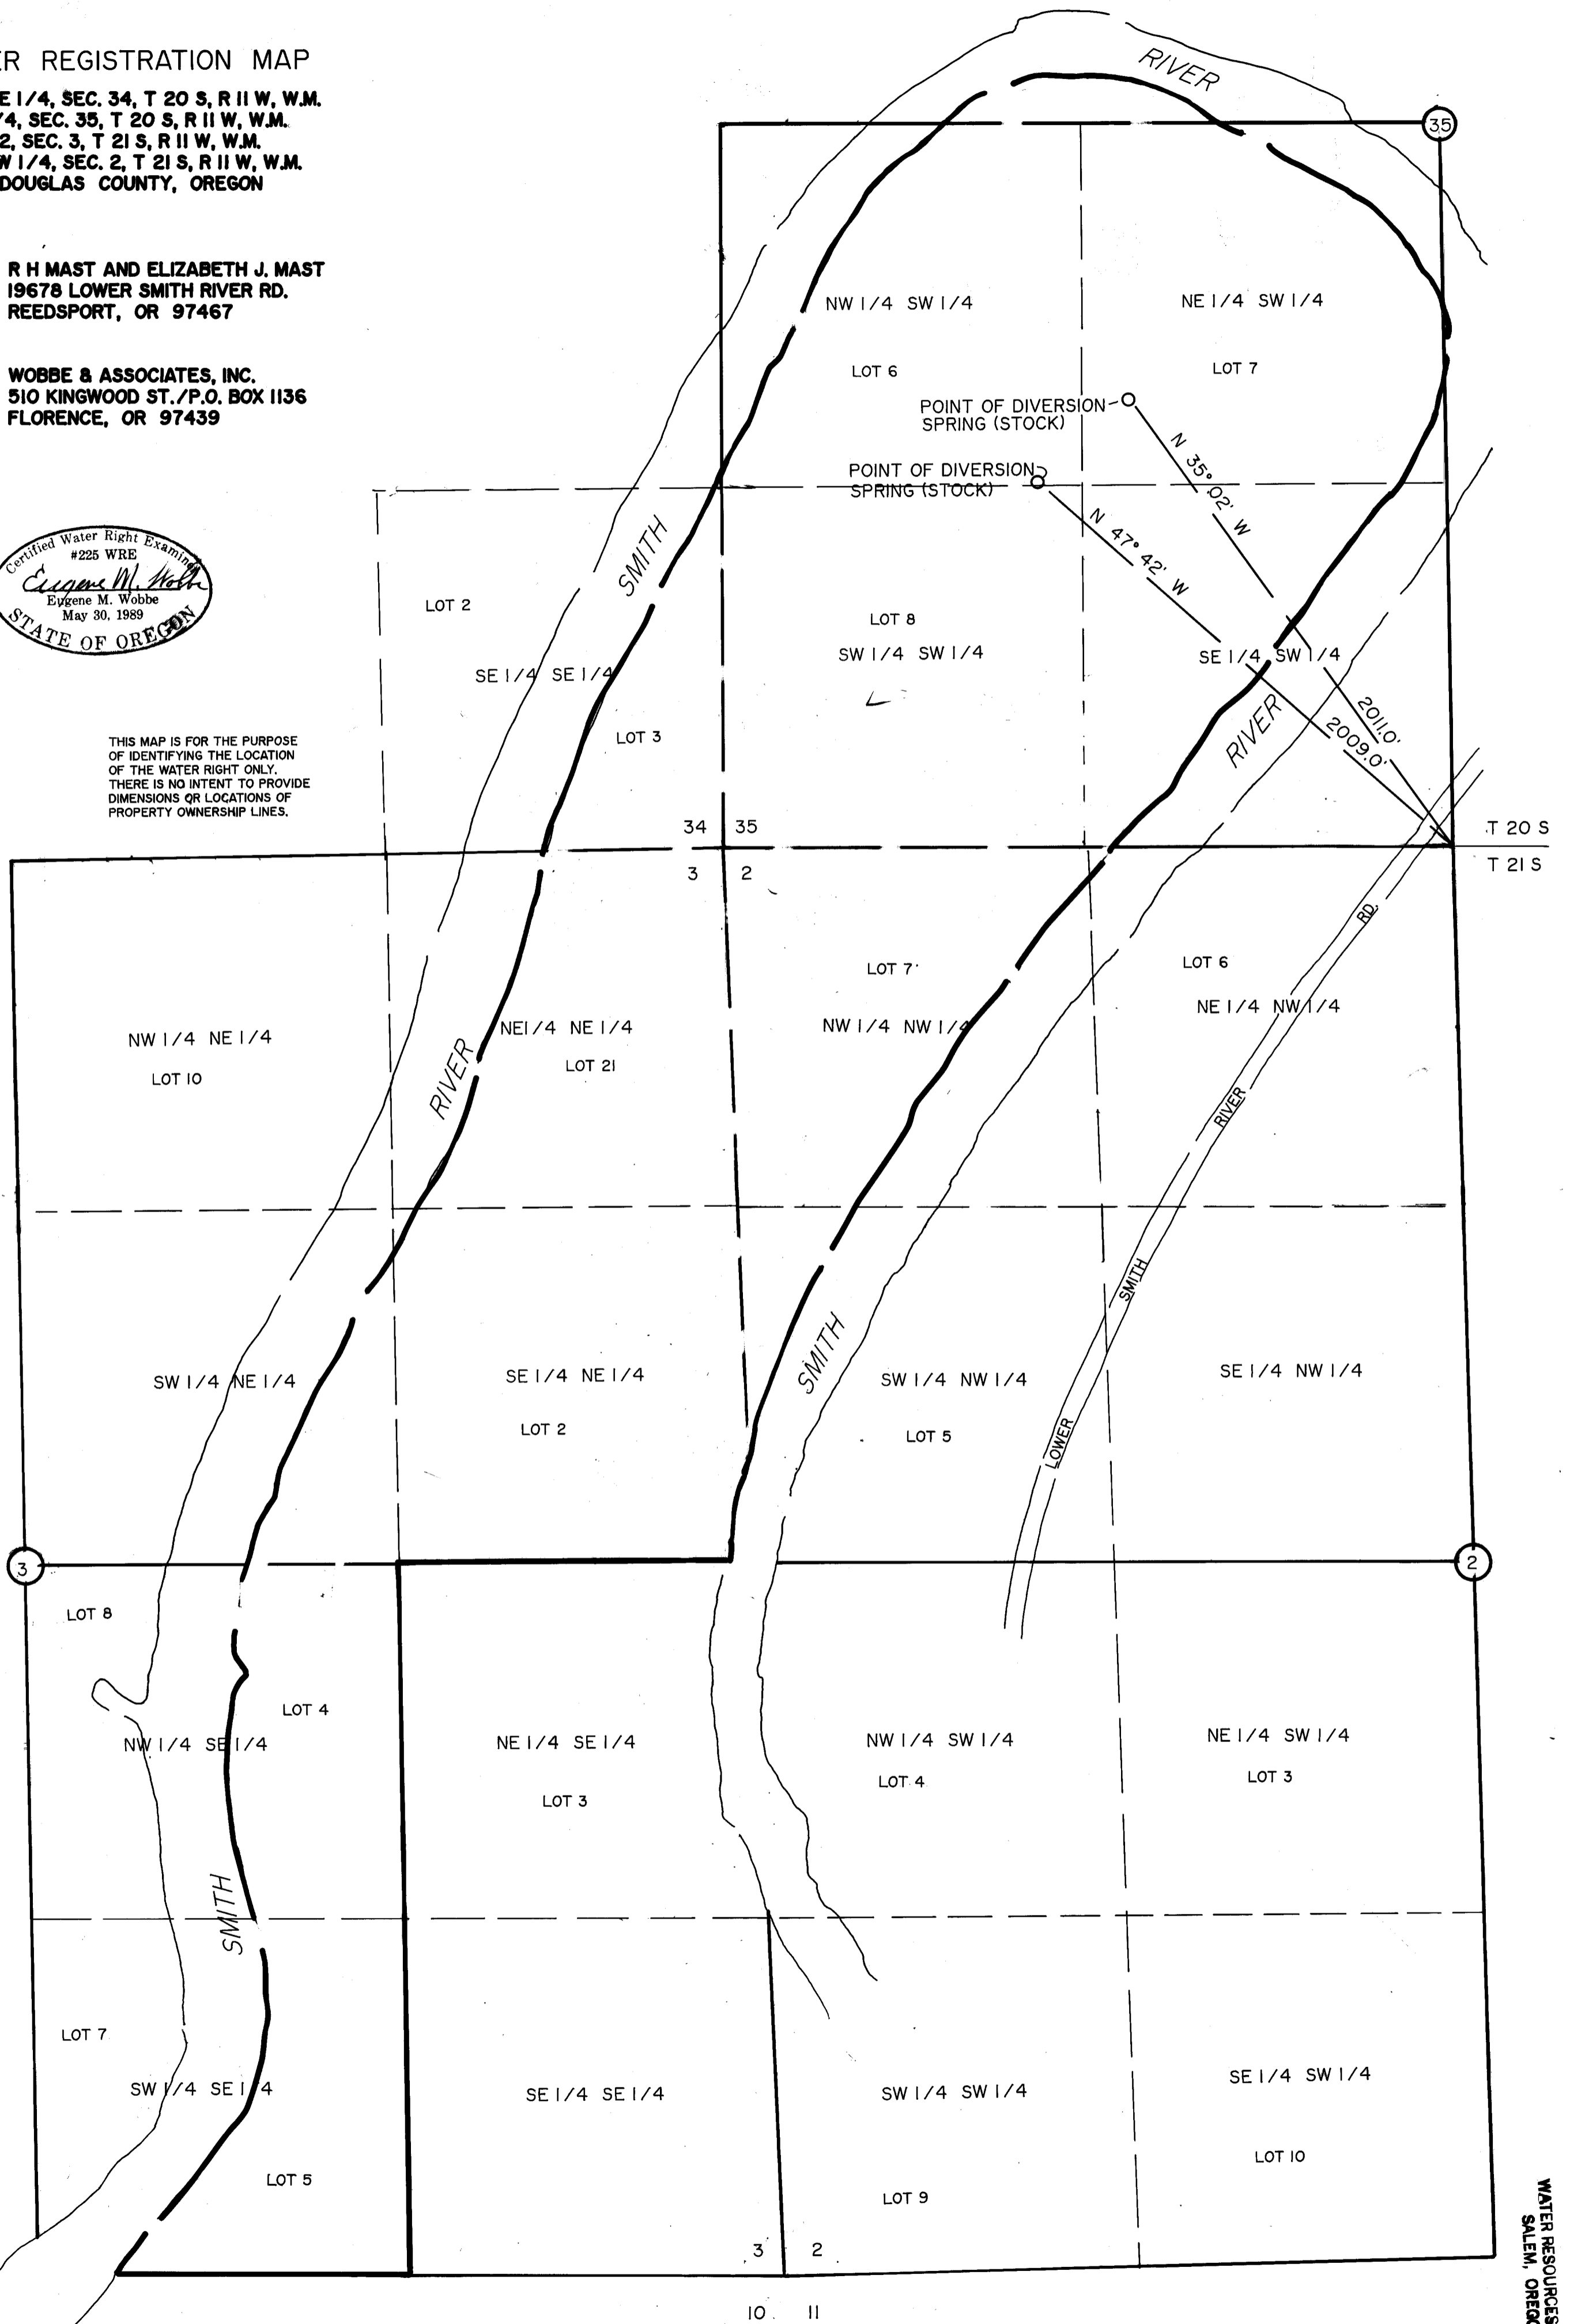 ER REGISTRATION MAP
E 1/4, SEC. 34, T 20 S, R 11 W, W.M.
/4, SEC. 35, T 20 S, R 11 W, W.M.
2, SEC. 3, T 21 S, R 11 W, W.M.
W 1/4, SEC. 2, T 21 S, R 11 W, W.M.
DOUGLAS COUNTY, OREGON
R H MAST AND ELIZABETH J. MAST
19678 LOWER SMITH RIVER RD.
REEDSPORT, OR 97467
WOBBE & ASSOCIATES, INC.
510 KINGWOOD ST./P.O. BOX 1136
FLORENCE, OR 97439
Certified Water Right Examiner
#225 WRE
Eugene M. Wobbe
Eugene M. Wobbe
May 30, 1989
STATE OF OREGON
THIS MAP IS FOR THE PURPOSE
OF IDENTIFYING THE LOCATION
OF THE WATER RIGHT ONLY.
THERE IS NO INTENT TO PROVIDE
DIMENSIONS OR LOCATIONS OF
PROPERTY OWNERSHIP LINES.
RIVER
35
NW 1/4 SW 1/4
NE 1/4 SW 1/4
LOT 6
LOT 7
POINT OF DIVERSION
SPRING (STOCK)
POINT OF DIVERSION
SPRING (STOCK)
N 35° 02' W
N 47° 42' W
SMITH
LOT 2
LOT 8
SE 1/4 SE 1/4
SW 1/4 SW 1/4
SE 1/4 SW 1/4
LOT 3
RIVER
2011.0'
2009.0'
34 35
T 20 S
3 2
T 21 S
RD.
LOT 7
LOT 6
NW 1/4 NE 1/4
NE 1/4 NE 1/4
NW 1/4 NW 1/4
NE 1/4 NW 1/4
LOT 10
LOT 21
RIVER
RIVER
SMITH
SMITH
SW 1/4 NE 1/4
SE 1/4 NE 1/4
SW 1/4 NW 1/4
SE 1/4 NW 1/4
LOT 2
LOT 5
LOWER
3
2
LOT 8
LOT 4
NW 1/4 SE 1/4
NE 1/4 SE 1/4
NW 1/4 SW 1/4
NE 1/4 SW 1/4
LOT 3
LOT 4
LOT 3
SMITH
LOT 7
SW 1/4 SE 1/4
SE 1/4 SE 1/4
SW 1/4 SW 1/4
SE 1/4 SW 1/4
LOT 5
LOT 10
LOT 9
3 2
10 11
WATER RESOURCES
SALEM, OREG